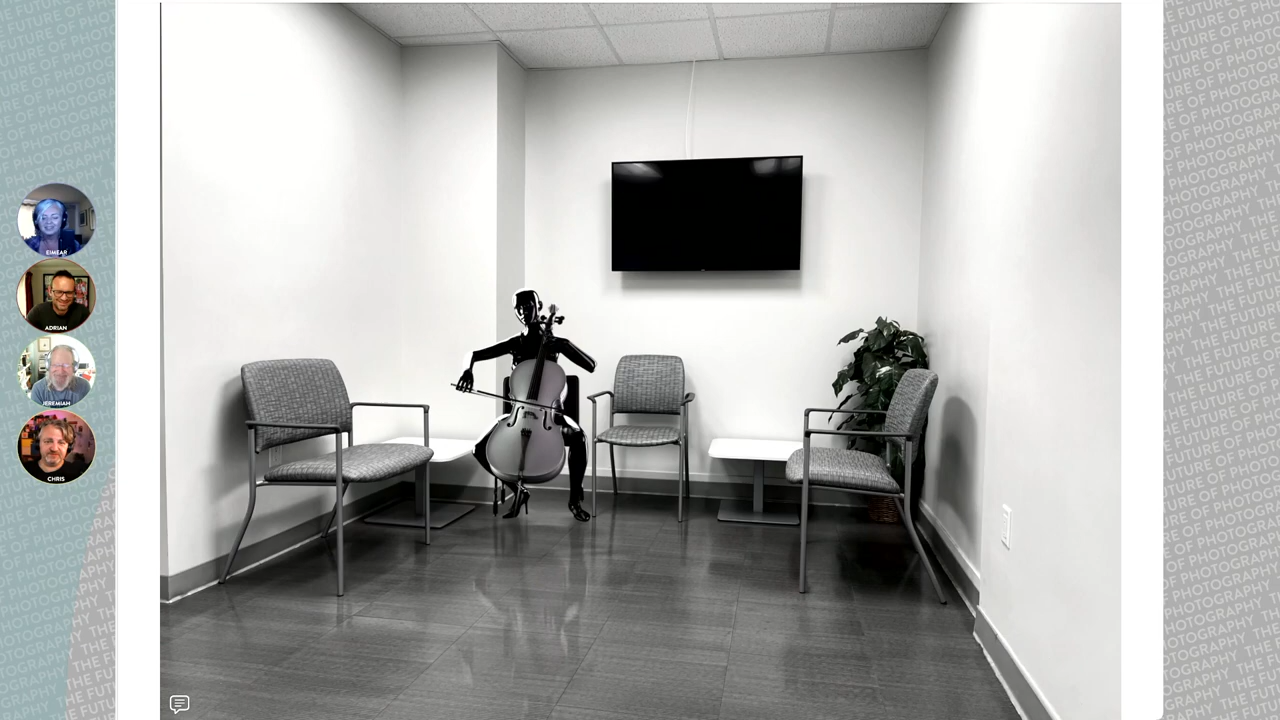 EIMEAR
ADRIAN
JEREMIAH
CHRIS
THE FUTURE OF PHOTOGRAPHY